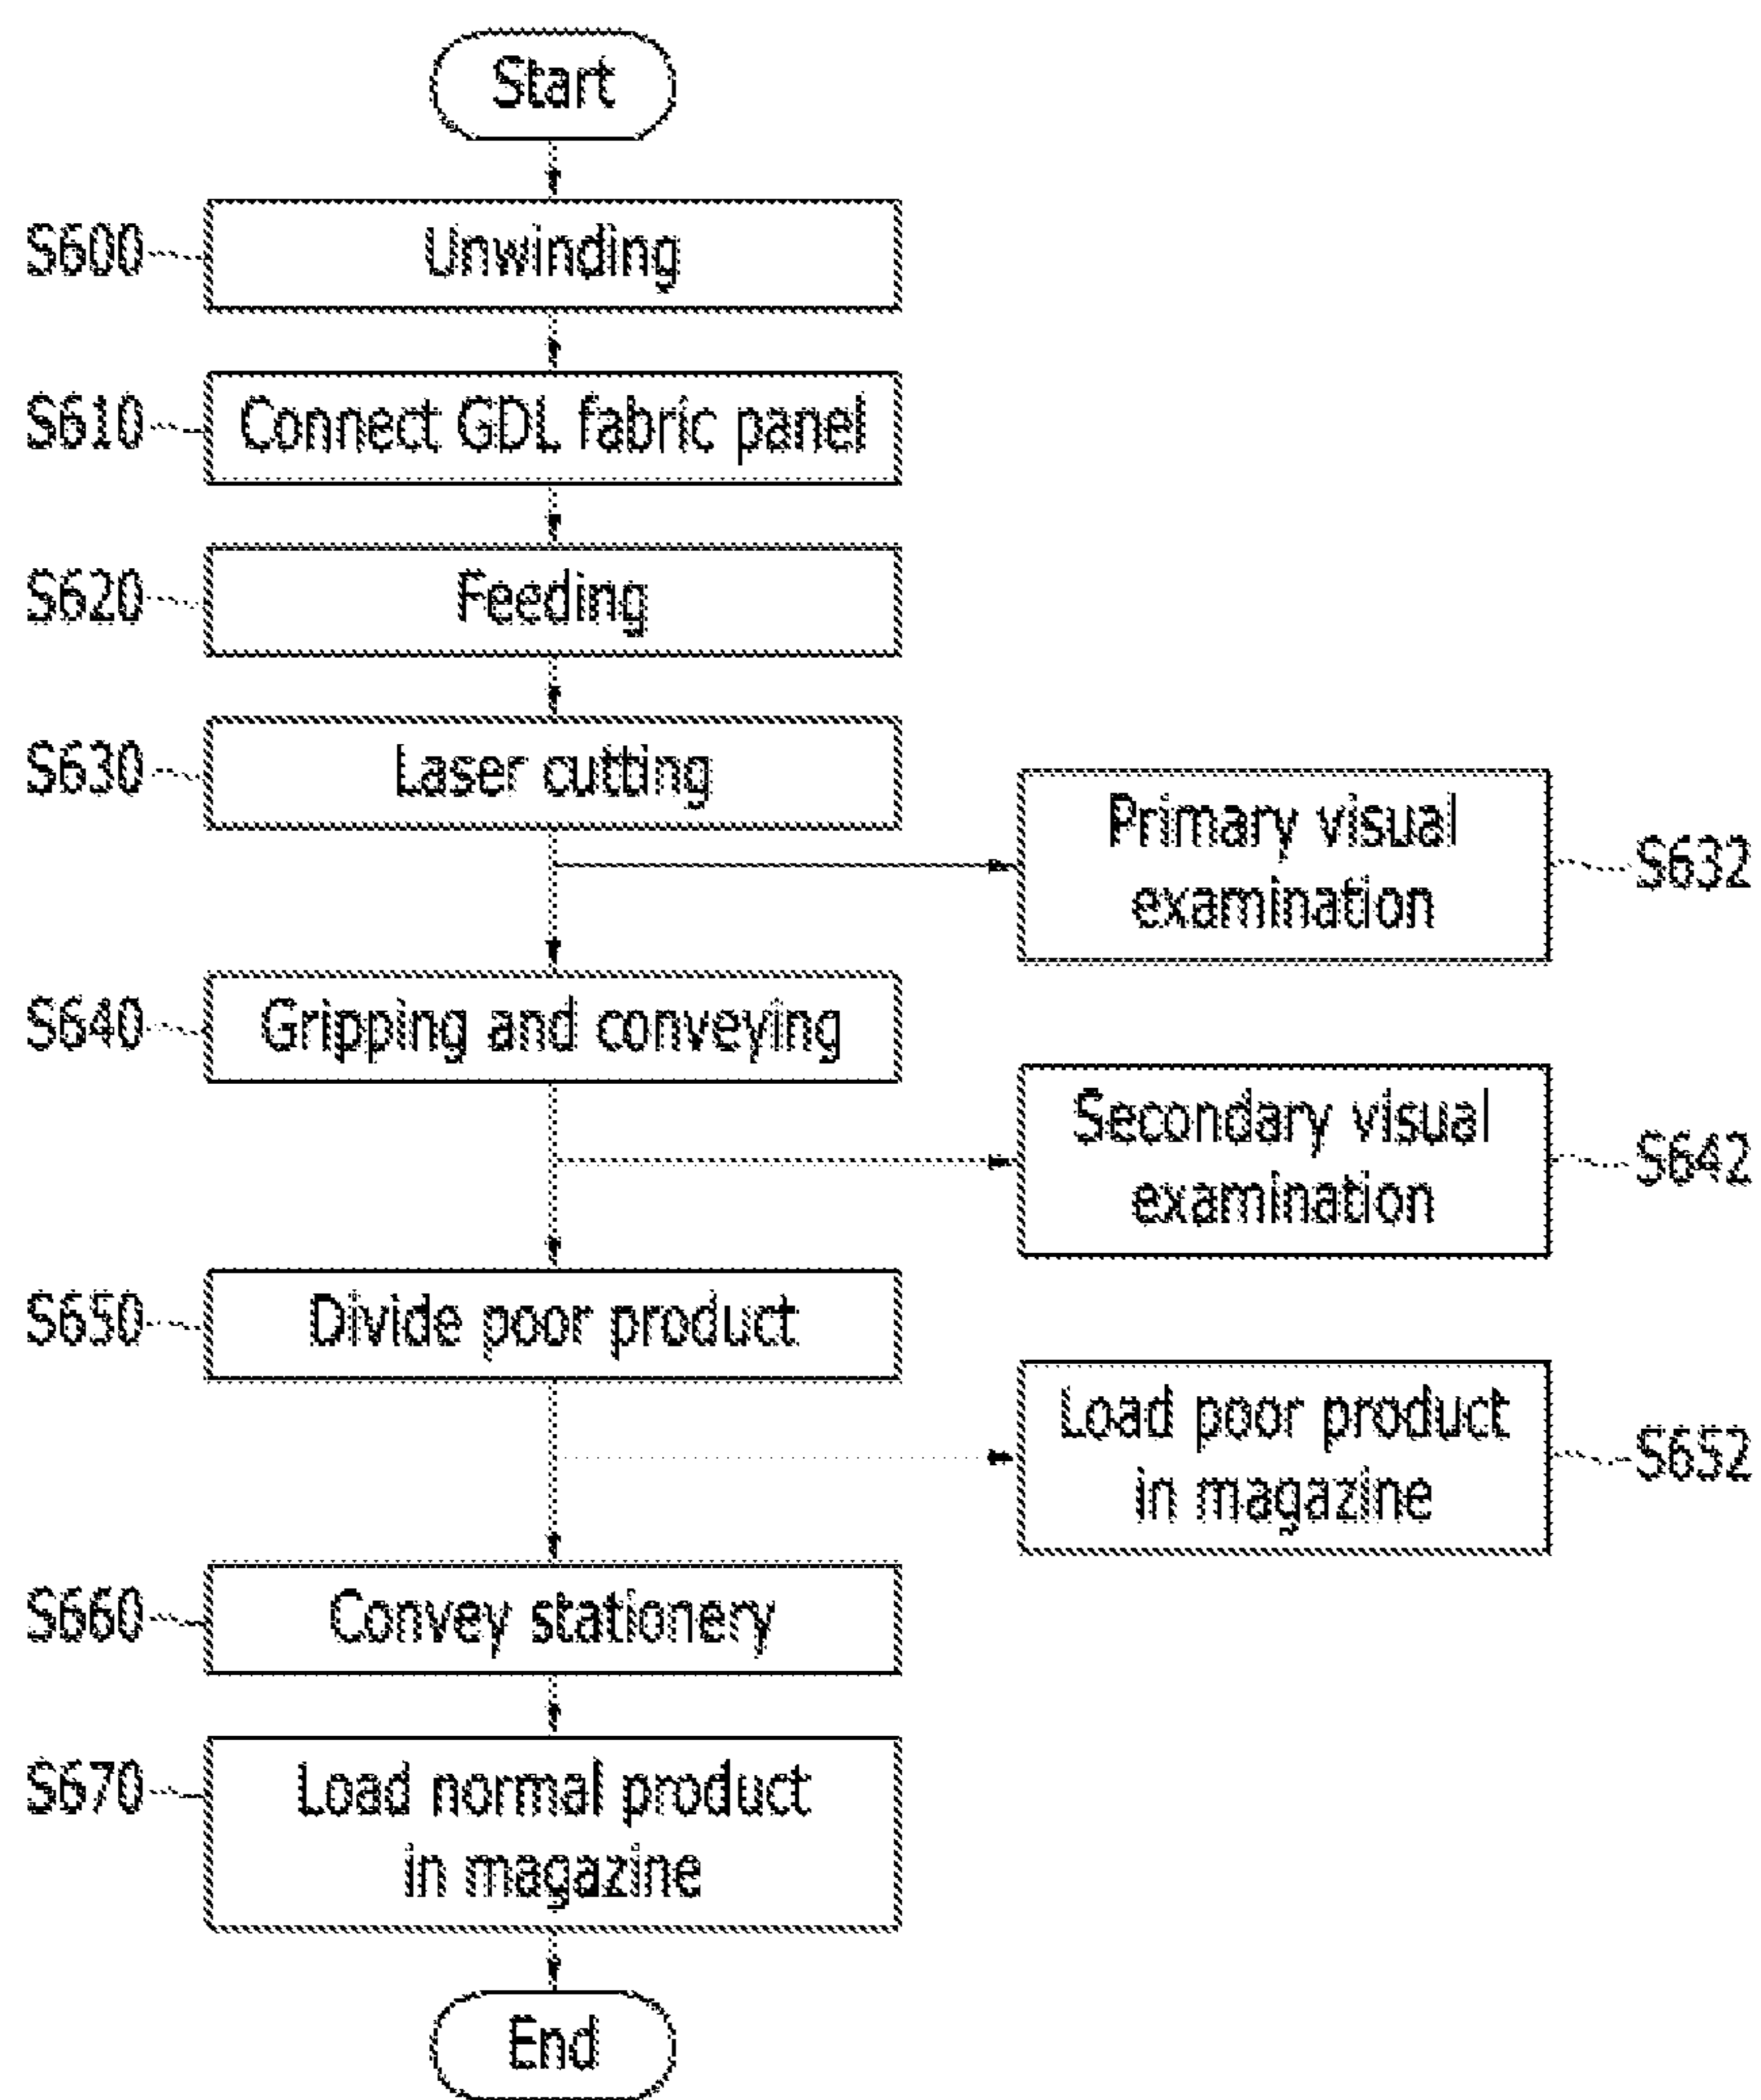 Start
S600
Unwinding
S610
Connect GDL fabric panel
S620
Feeding
S630
Laser cutting
Primary visual
examination
S632
S640
Gripping and conveying
Secondary visual
examination
S642
S650
Divide poor product
Load poor product
in magazine
S652
S660
Convey stationery
S670
Load normal product
in magazine
End